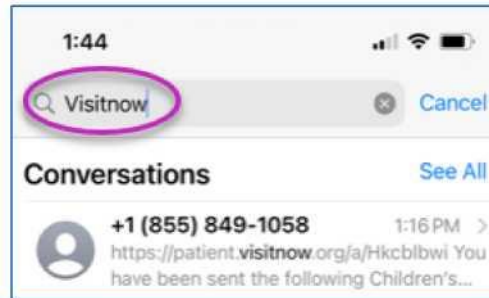 1:44
Visitnow
Cancel
Conversations
See All
+1 (855) 849-1058
1:16 PM
https://patient.visitnow.org/a/Hkcblbwi You
have been sent the following Children's...